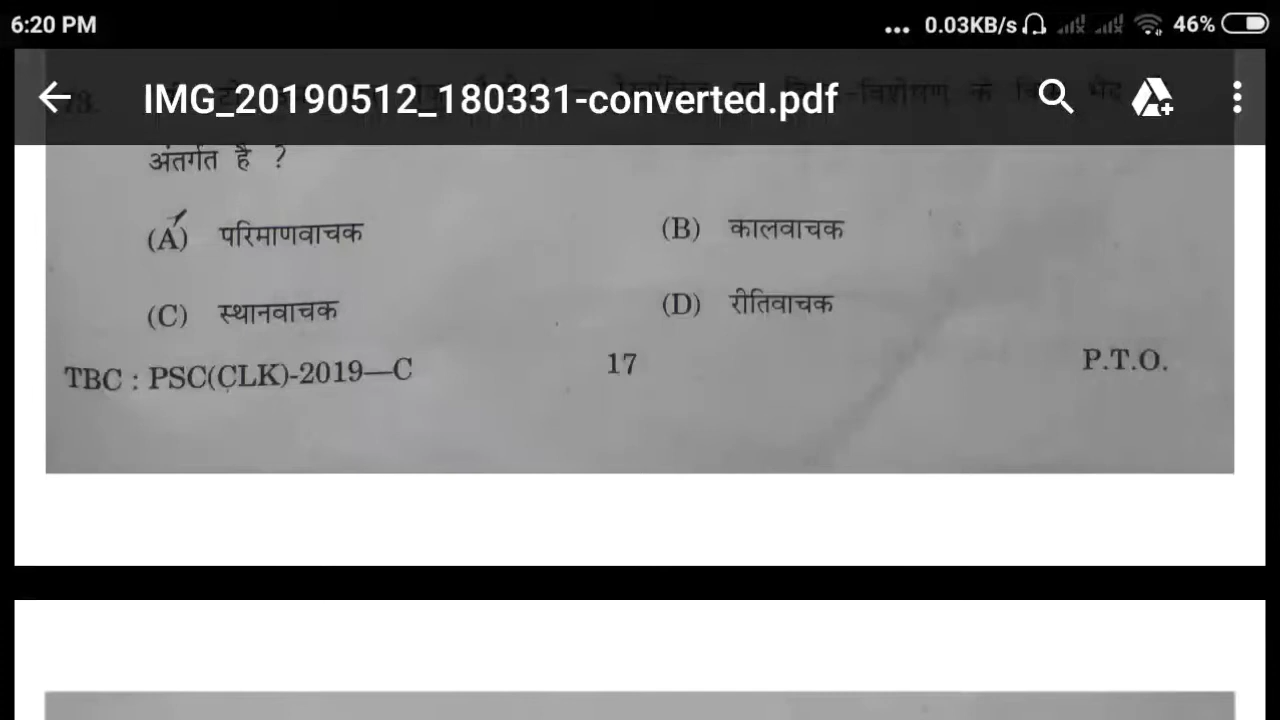 6:20 PM
... 0.03KB/s 46%
IMG_20190512_180331-converted.pdf
-विशेषण के भेद
अंतर्गत है ?
(A) परिमाणवाचक
(B) कालवाचक
(C) स्थानवाचक
(D) रीतिवाचक
TBC : PSC(CLK)-2019—C
17
P.T.O.